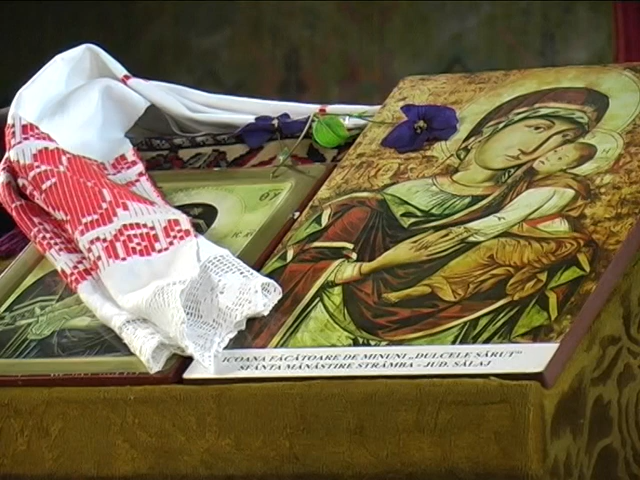 ICOANA FĂCĂTOARE DE MINUNI „DULCELE SĂRUT"
SFÂNTA MĂNĂSTIRE STRÂMBA - JUD. SĂLAJ